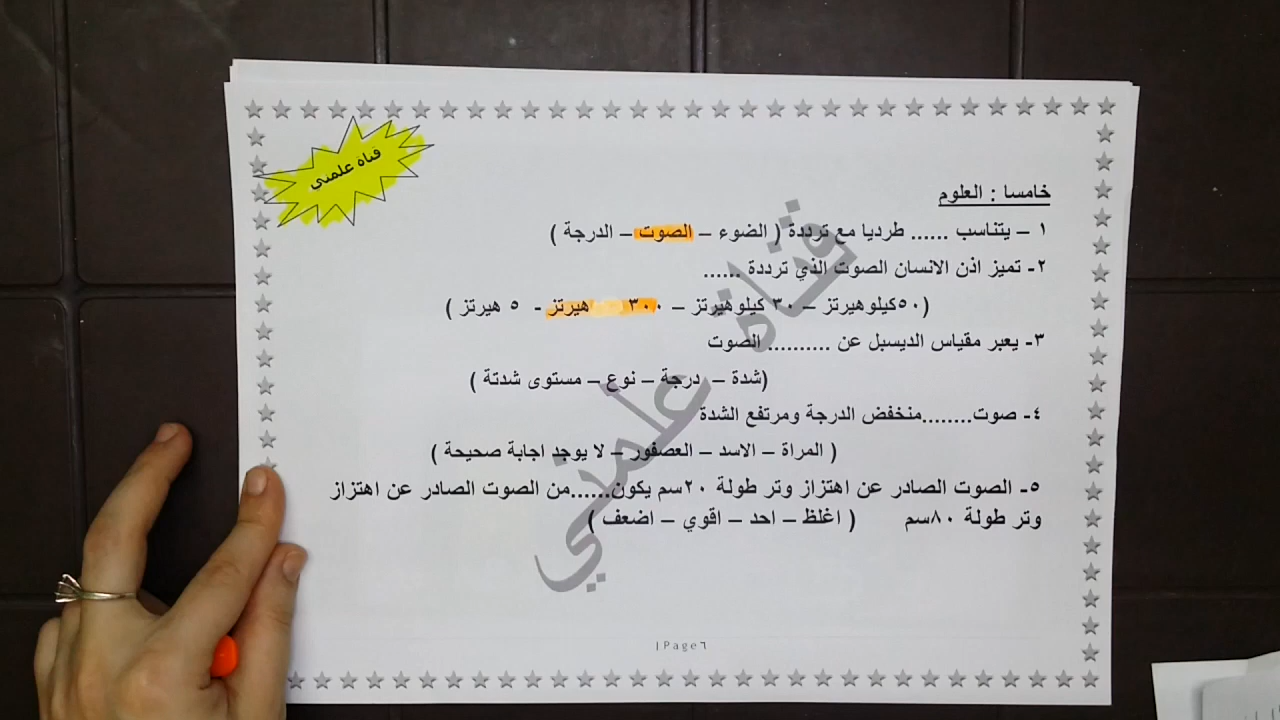 قناة علمني
خامسا : العلوم
١ – يتناسب ...... طرديا مع ترددة ( الضوء – الصوت – الدرجة )
٢- تميز اذن الانسان الصوت الذي ترددة ......
(٥٠كيلوهيرتز – ٣٠ كيلوهيرتز – ٣٠٠ هيرتز - ٥ هيرتز )
٣- يعبر مقياس الديسبل عن .......... الصوت
(شدة – درجة – نوع – مستوى شدتة )
٤- صوت........منخفض الدرجة ومرتفع الشدة
( المراة – الاسد – العصفور – لا يوجد اجابة صحيحة )
٥- الصوت الصادر عن اهتزاز وتر طولة ٢٠سم يكون......من الصوت الصادر عن اهتزاز
وتر طولة ٨٠سم ( اغلظ – احد – اقوي – اضعف )
قناة علمني
| Page٦